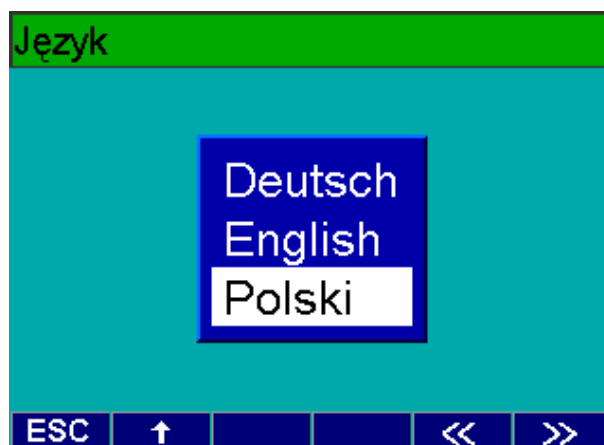 Język
Deutsch
English
Polski
ESC ↑ << >>